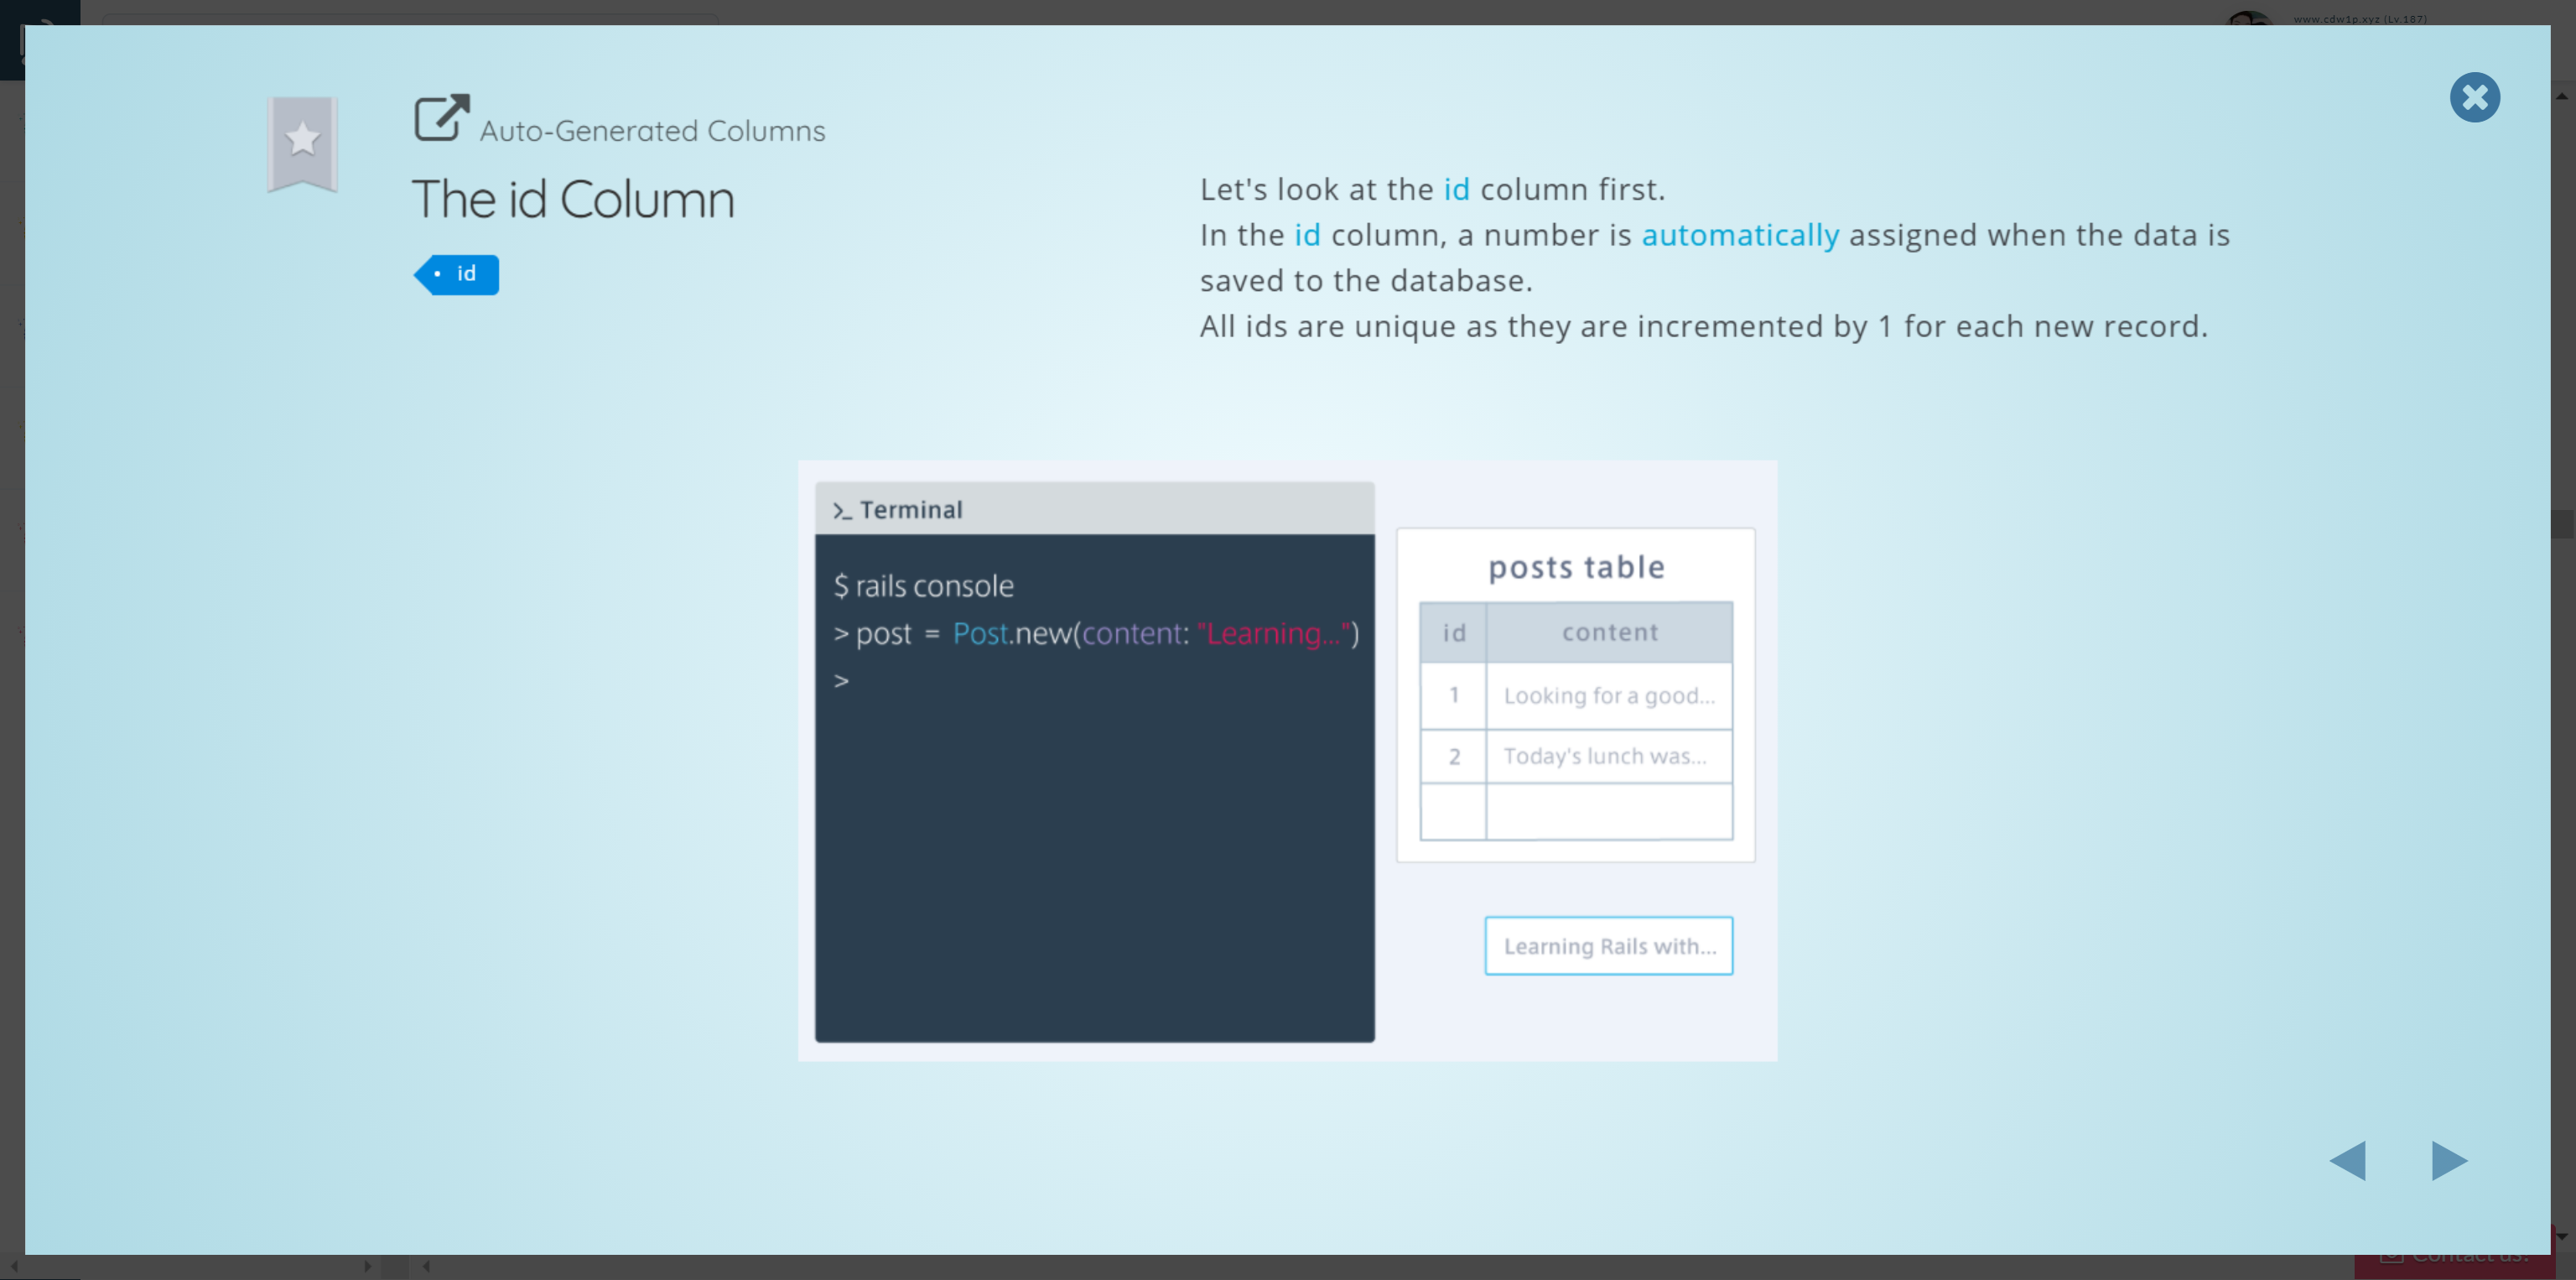 www.cdw1p.xyz (Lv.187)
Auto-Generated Columns
The id Column
• id
Let's look at the id column first.
In the id column, a number is automatically assigned when the data is
saved to the database.
All ids are unique as they are incremented by 1 for each new record.
>_ Terminal
$ rails console
> post = Post.new(content: "Learning...")
>
posts table
id content
1 Looking for a good...
2 Today's lunch was...
Learning Rails with...
Contact us!